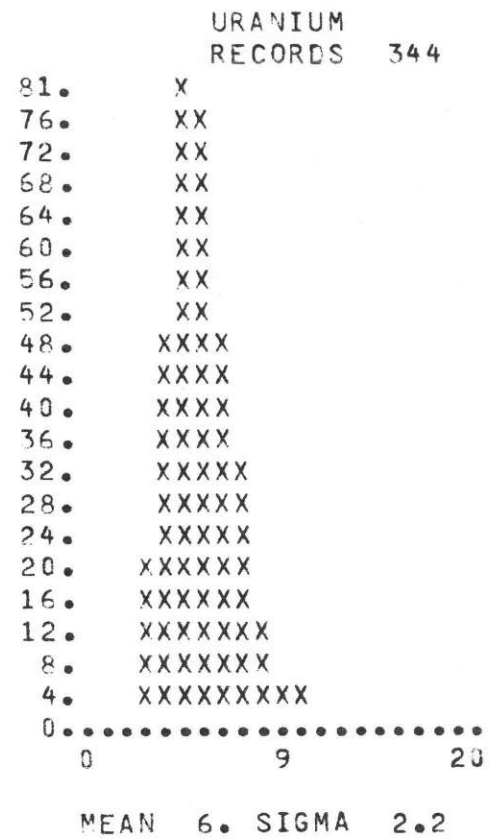 URANIUM
RECORDS 344
81. X
76. XX
72. XX
68. XX
64. XX
60. XX
56. XX
52. XX
48. XXXX
44. XXXX
40. XXXX
36. XXXX
32. XXXXX
28. XXXXX
24. XXXXX
20. XXXXXX
16. XXXXXX
12. XXXXXXX
8. XXXXXXX
4. XXXXXXXXX
0......................
0 9 20
MEAN 6. SIGMA 2.2